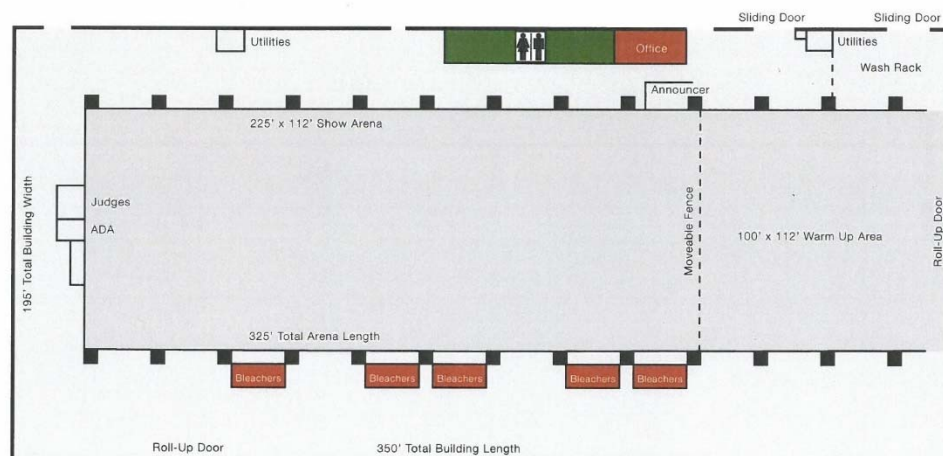 Sliding Door
Sliding Door
Utilities
Office
Utilities
Wash Rack
Announcer
225' x 112' Show Arena
195' Total Building Width
Judges
ADA
Moveable Fence
100' x 112' Warm Up Area
Roll-Up Door
325' Total Arena Length
Bleachers
Bleachers
Bleachers
Bleachers
Bleachers
Roll-Up Door
350' Total Building Length